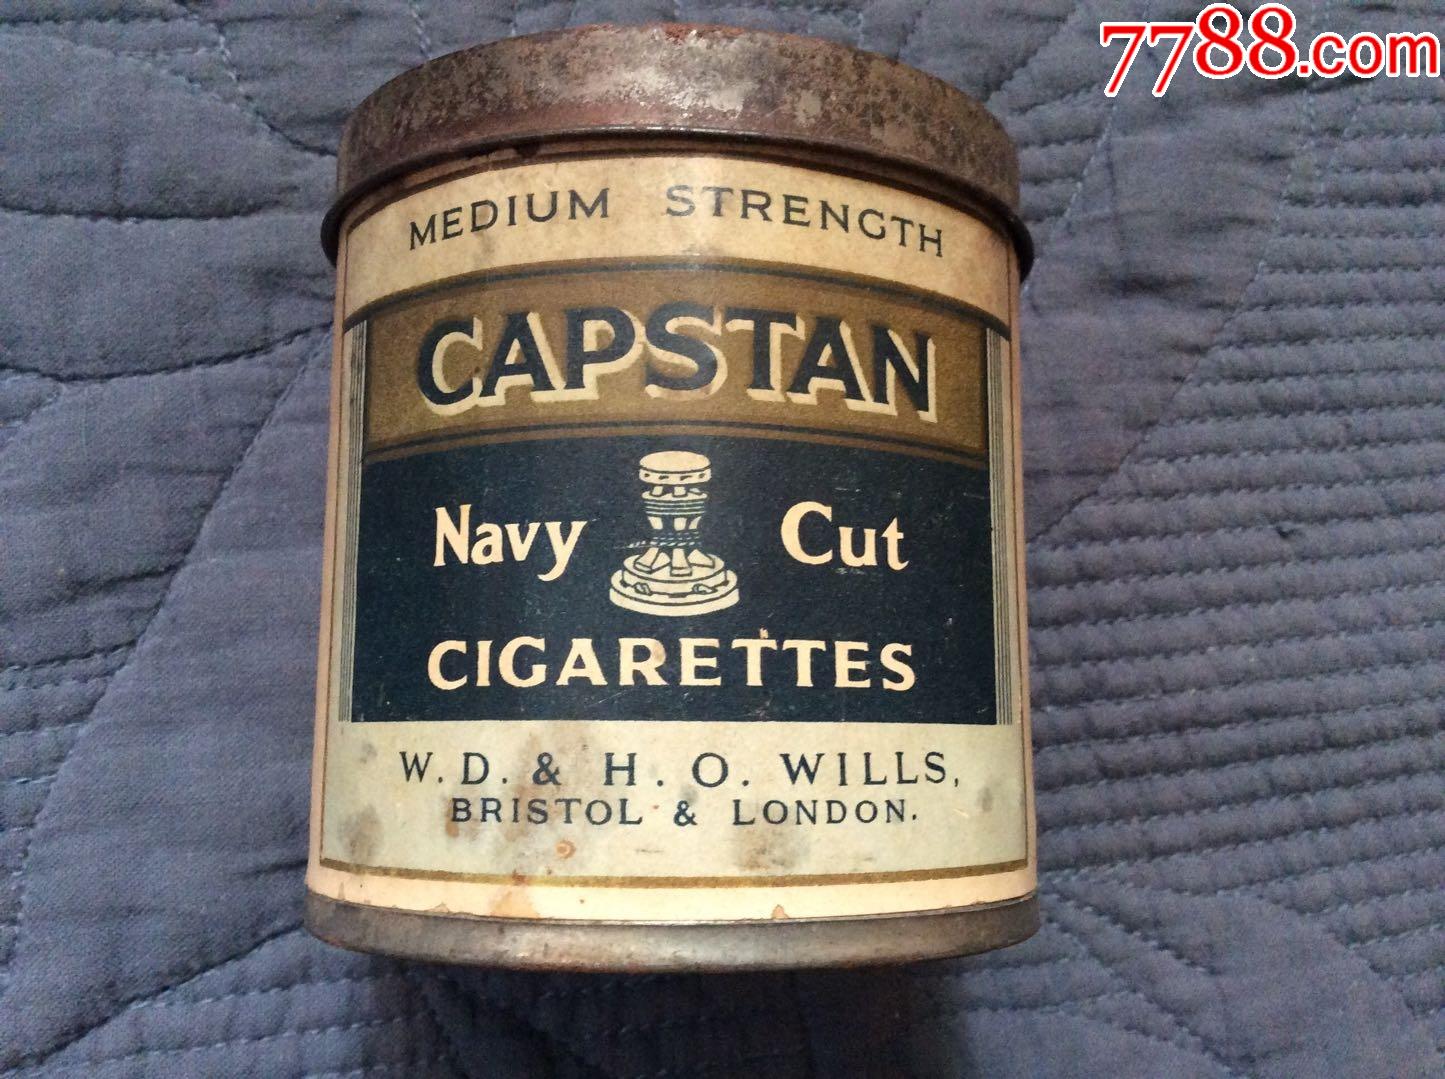 7788.com
MEDIUM STRENGTH
CAPSTAN
Navy Cut
CIGARETTES
W. D. & H. O. WILLS,
BRISTOL & LONDON.